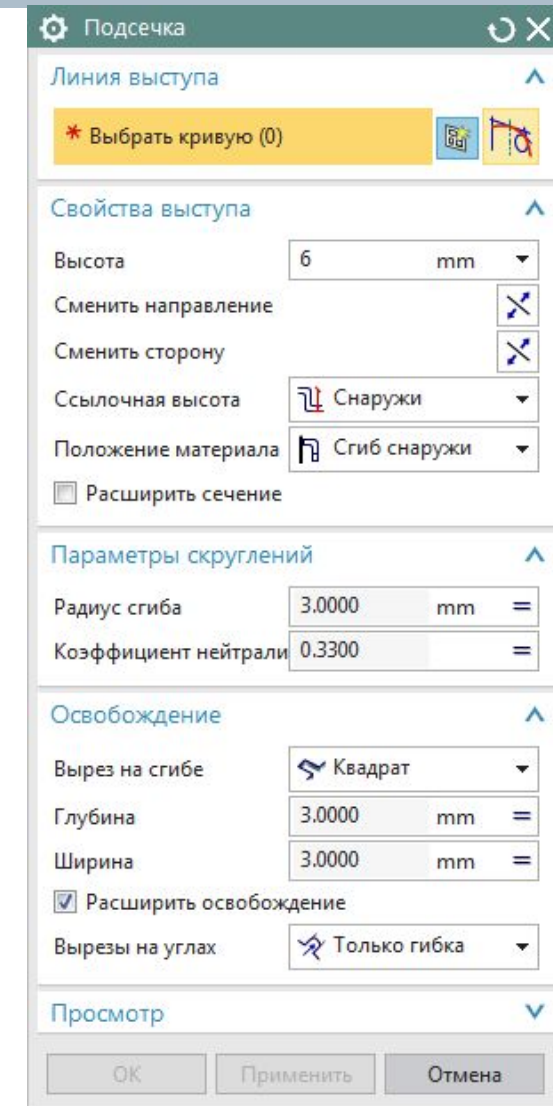 Подсечка
Линия выступа
* Выбрать кривую (0)
Свойства выступа
Высота 6 mm
Сменить направление
Сменить сторону
Ссылочная высота Снаружи
Положение материала Сгиб снаружи
Расширить сечение
Параметры скруглений
Радиус сгиба 3.0000 mm =
Коэффициент нейтрали 0.3300 =
Освобождение
Вырез на сгибе Квадрат
Глубина 3.0000 mm =
Ширина 3.0000 mm =
Расширить освобождение
Вырезы на углах Только гибка
Просмотр
ОК Применить Отмена